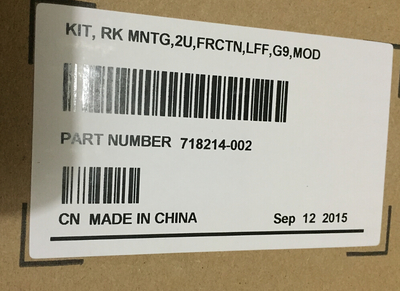 KIT, RK MNTG,2U,FRCTN,LFF,G9,MOD
PART NUMBER 718214-002
CN MADE IN CHINA Sep 12 2015